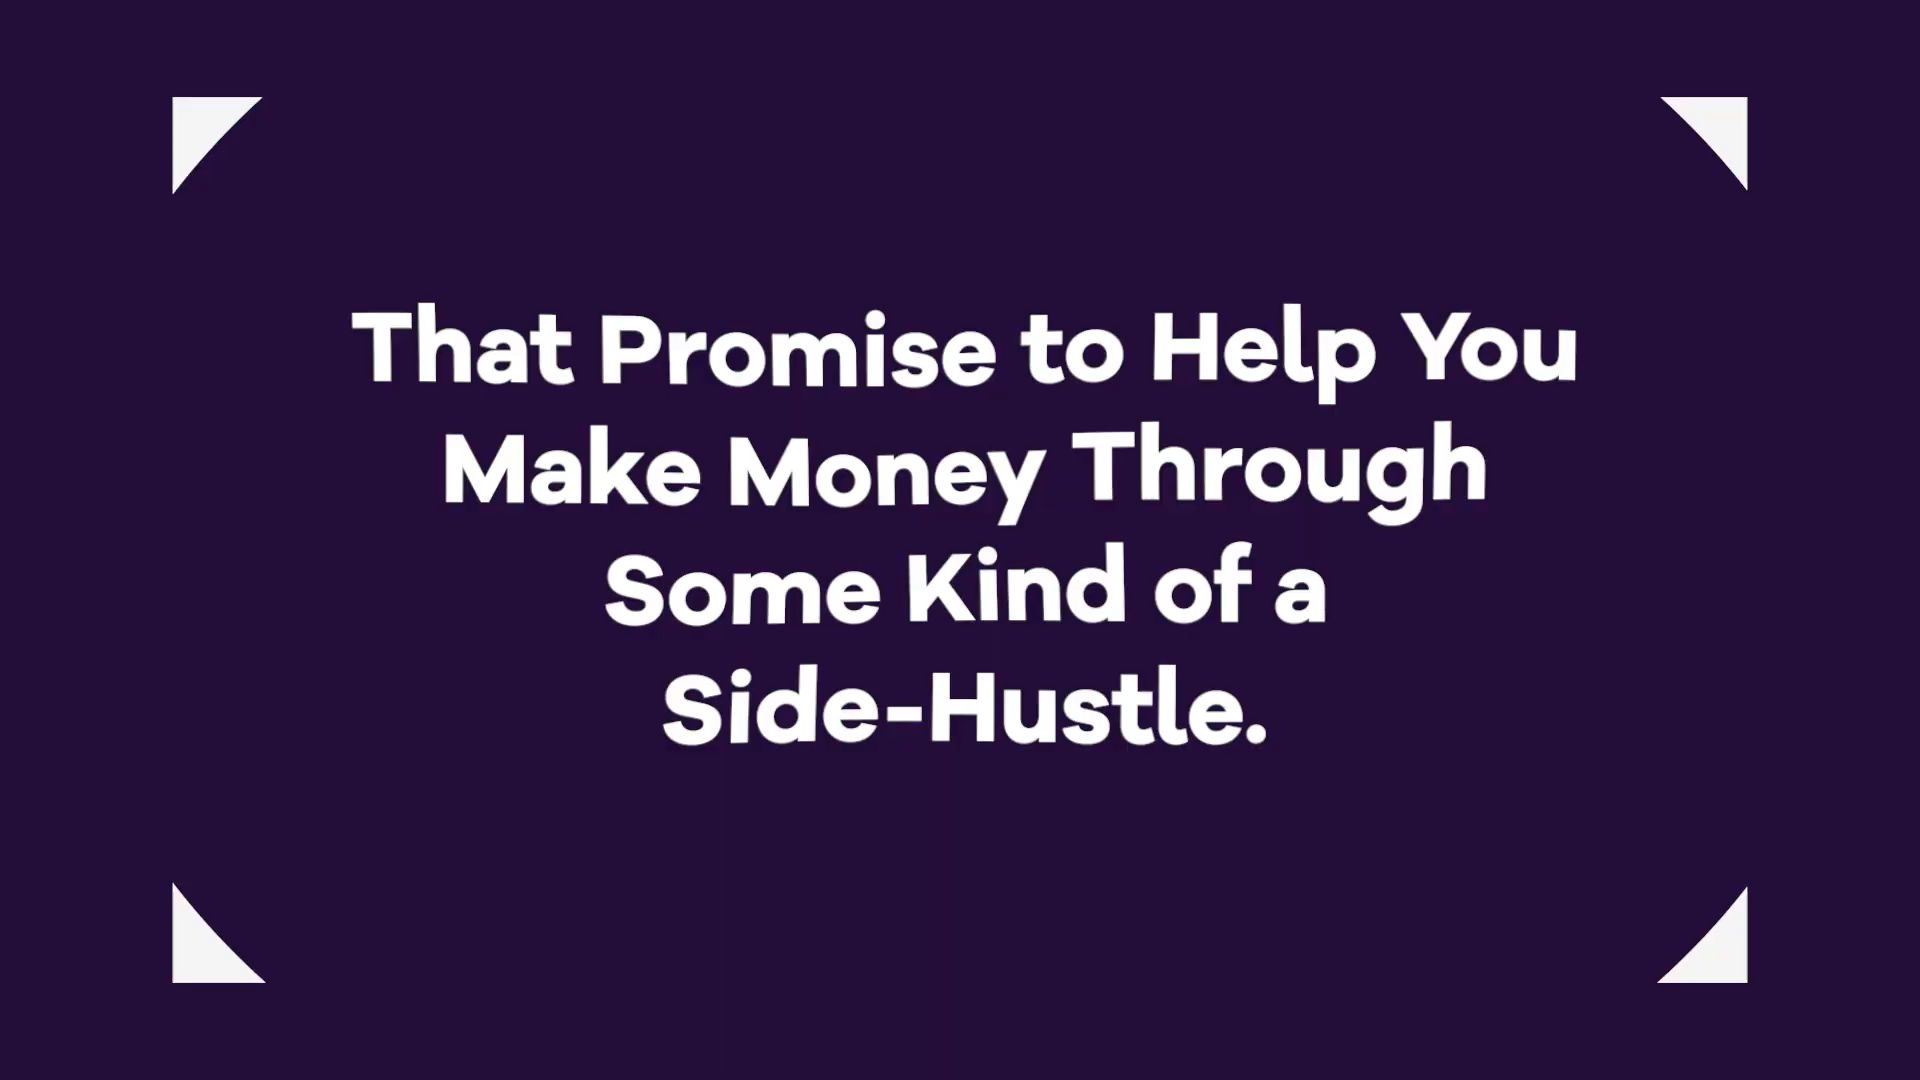 That Promise to Help You
Make Money Through
Some Kind of a
Side-Hustle.